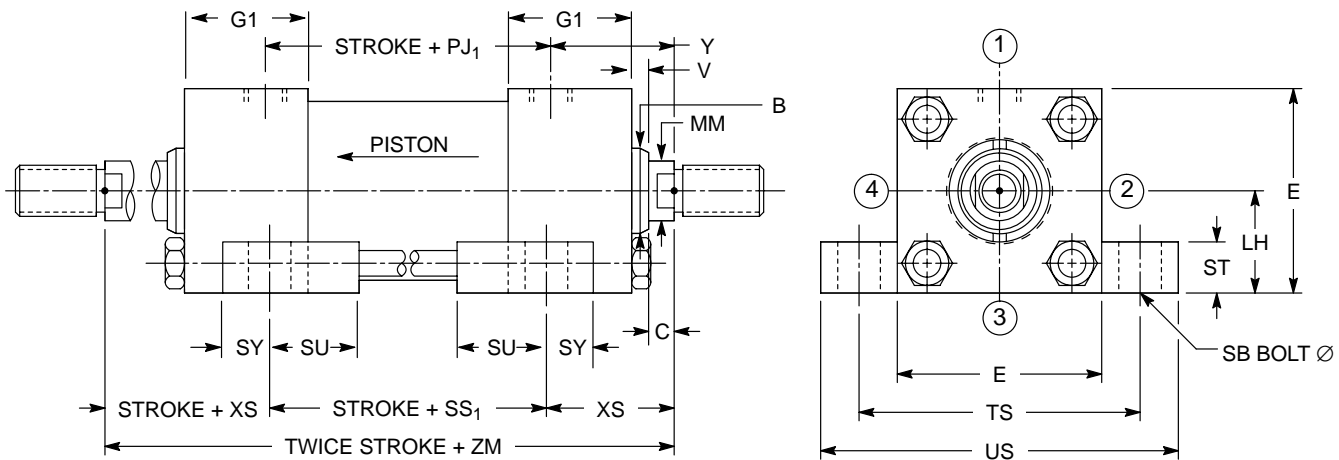 G1
G1
STROKE + PJ1
Y
V
B
MM
PISTON
C
SY
SU
SU
SY
STROKE + XS
STROKE + SS1
XS
TWICE STROKE + ZM
1
4
2
3
E
LH
ST
SB BOLT Ø
E
TS
US